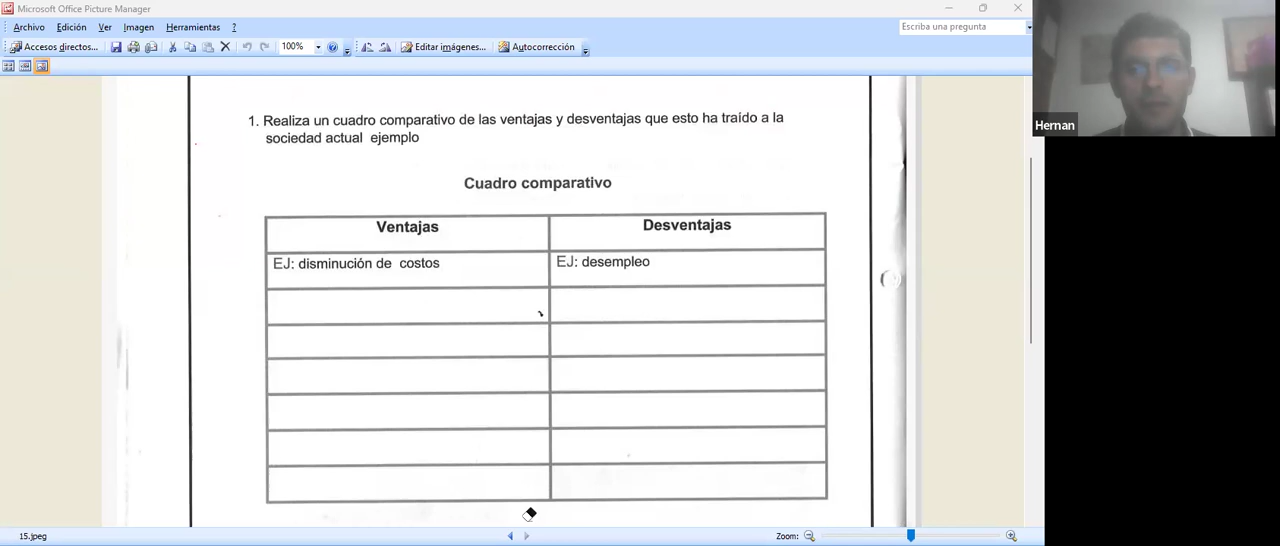 Microsoft Office Picture Manager
Archivo Edición Ver Imagen Herramientas ?
Escriba una pregunta
Accesos directos... 100% Editar imágenes... Autocorrección
Hernan
1. Realiza un cuadro comparativo de las ventajas y desventajas que esto ha traído a la
sociedad actual ejemplo
Cuadro comparativo
Ventajas Desventajas
EJ: disminución de costos EJ: desempleo
15.jpeg Zoom: